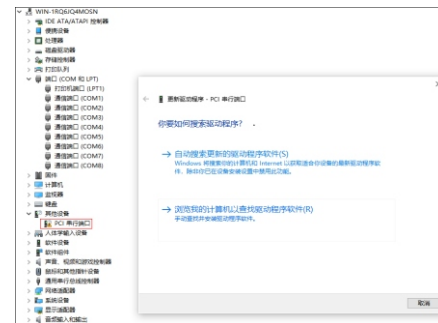 WIN-1RQ6JQ4MOSN
IDE ATA/ATAPI 控制器
便携设备
处理器
磁盘驱动器
存储控制器
打印队列
端口 (COM 和 LPT)
打印机端口 (LPT1)
通信端口 (COM1)
通信端口 (COM2)
通信端口 (COM3)
通信端口 (COM4)
通信端口 (COM5)
通信端口 (COM6)
通信端口 (COM7)
通信端口 (COM8)
固件
计算机
监视器
键盘
其他设备
PCI 串行端口
人体学输入设备
软件设备
软件组件
声音、视频和游戏控制器
鼠标和其他指针设备
通用串行总线控制器
网络适配器
系统设备
显示适配器
音频输入和输出
更新驱动程序 - PCI 串行端口
你要如何搜索驱动程序?
→ 自动搜索更新的驱动程序软件(S)
Windows 将搜索你的计算机和 Internet 以获取适合你设备的最新驱动程序软
件，除非你已在设备安装设置中禁用此功能。
→ 浏览我的计算机以查找驱动程序软件(R)
手动查找并安装驱动程序软件。
取消